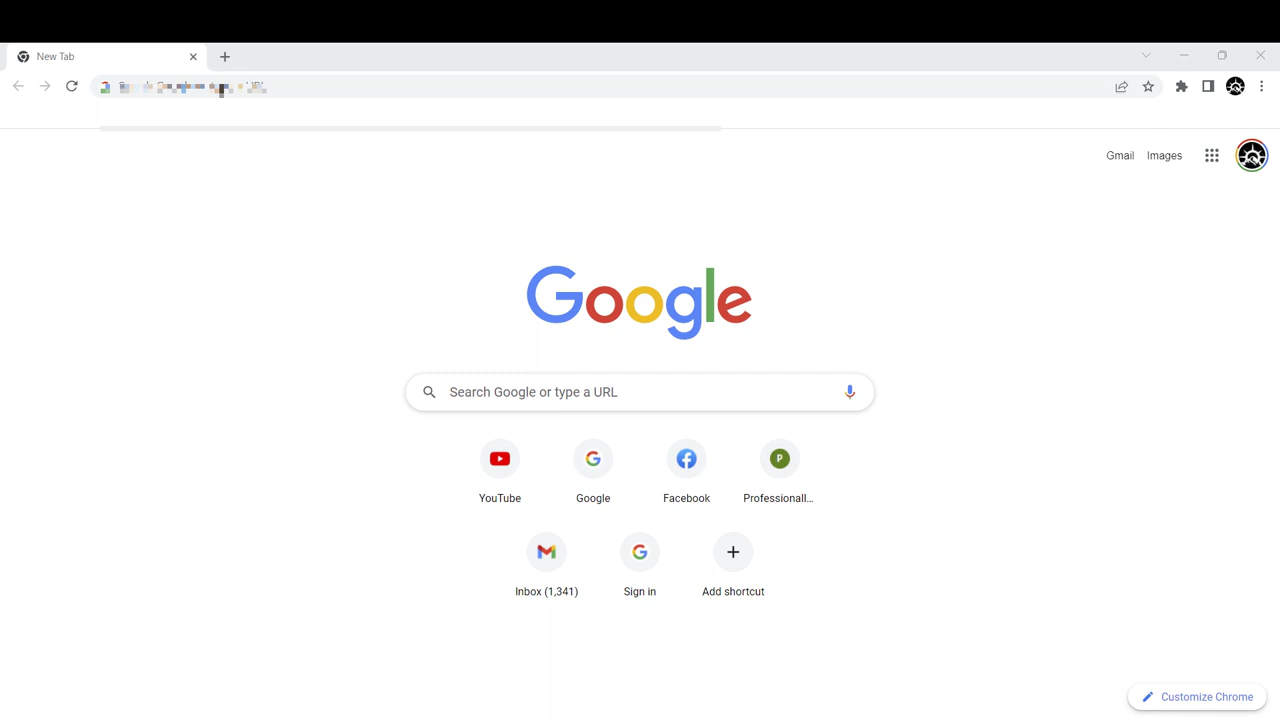 New Tab
Gmail Images
Google
Search Google or type a URL
YouTube Google Facebook Professionall...
P
Inbox (1,341) Sign in Add shortcut
Customize Chrome